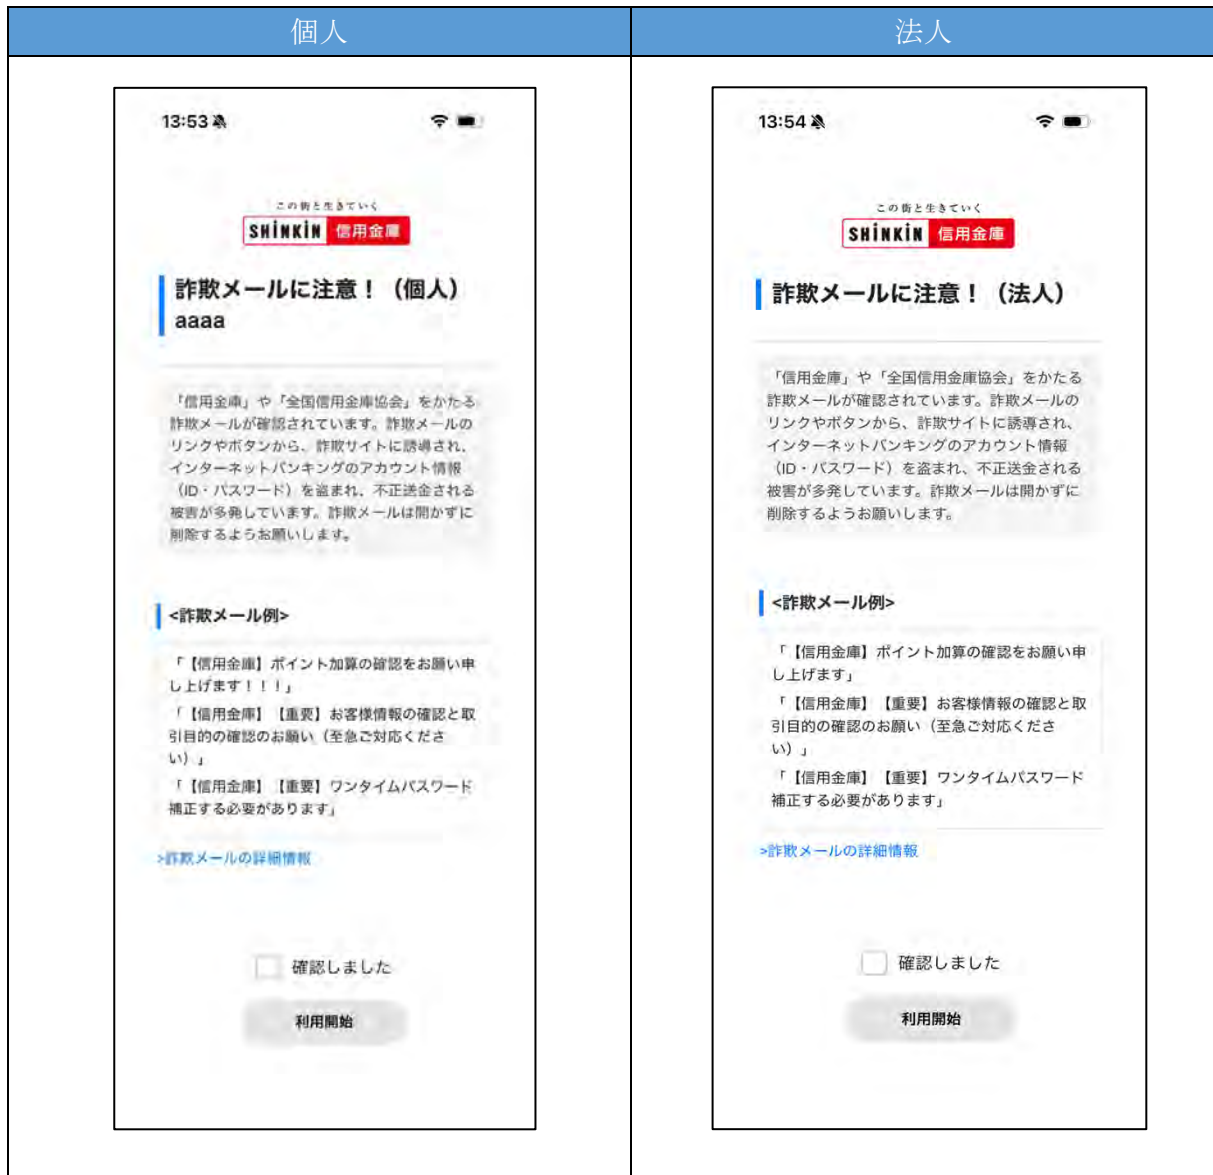 個人
13:53
この街と生きていく
SHINKIN 信用金庫
詐欺メールに注意！（個人）
aaaa
「信用金庫」や「全国信用金庫協会」をかたる
詐欺メールが確認されています。詐欺メールの
リンクやボタンから、詐欺サイトに誘導され、
インターネットバンキングのアカウント情報
（ID・パスワード）を盗まれ、不正送金される
被害が多発しています。詐欺メールは開かずに
削除するようお願いします。
<詐欺メール例>
「【信用金庫】ポイント加算の確認をお願い申
し上げます！！！」
「【信用金庫】【重要】お客様情報の確認と取
引目的の確認のお願い（至急ご対応くださ
い）」
「【信用金庫】【重要】ワンタイムパスワード
補正する必要があります」
>詐欺メールの詳細情報
確認しました
利用開始
法人
13:54
この街と生きていく
SHINKIN 信用金庫
詐欺メールに注意！（法人）
「信用金庫」や「全国信用金庫協会」をかたる
詐欺メールが確認されています。詐欺メールの
リンクやボタンから、詐欺サイトに誘導され、
インターネットバンキングのアカウント情報
（ID・パスワード）を盗まれ、不正送金される
被害が多発しています。詐欺メールは開かずに
削除するようお願いします。
<詐欺メール例>
「【信用金庫】ポイント加算の確認をお願い申
し上げます」
「【信用金庫】【重要】お客様情報の確認と取
引目的の確認のお願い（至急ご対応くださ
い）」
「【信用金庫】【重要】ワンタイムパスワード
補正する必要があります」
>詐欺メールの詳細情報
確認しました
利用開始